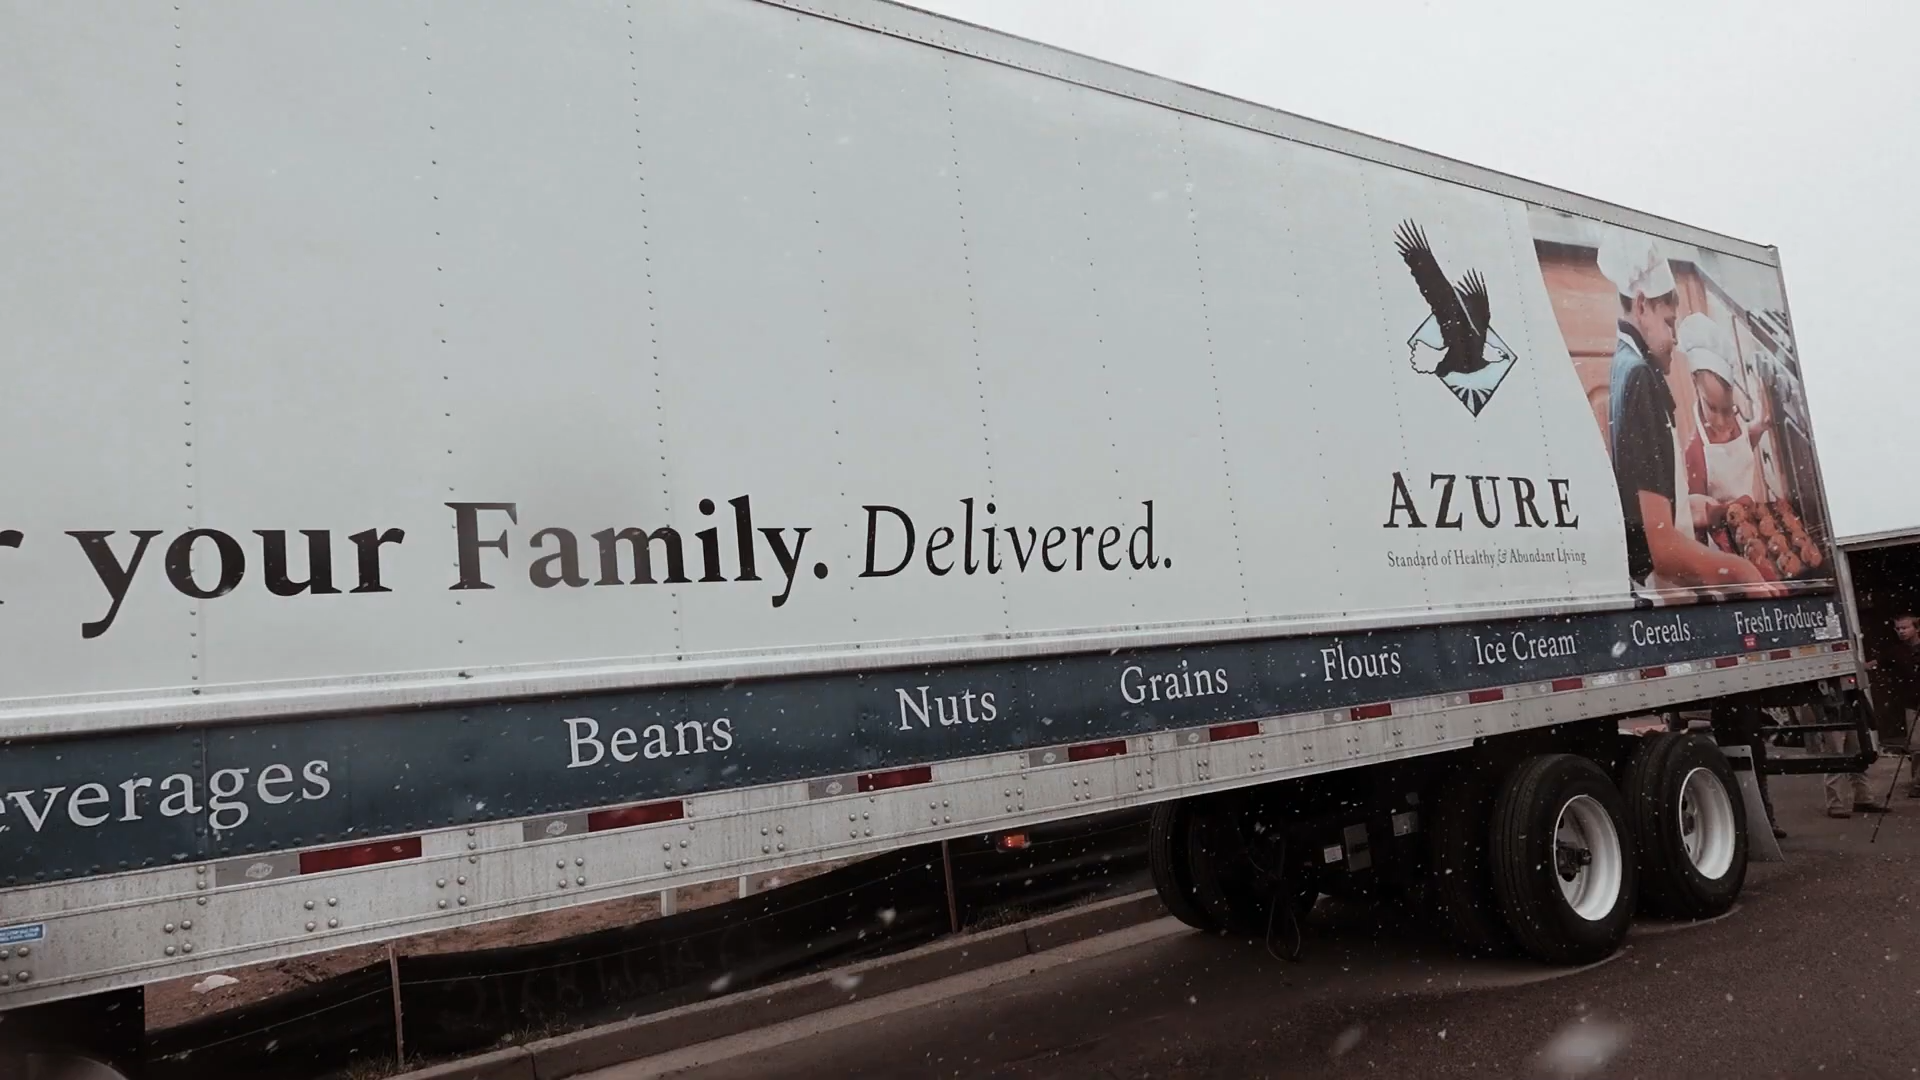 your Family. Delivered.
AZURE
Standard of Healthy & Abundant Living
everages Beans Nuts Grains Flours Ice Cream Cereals Fresh Produce